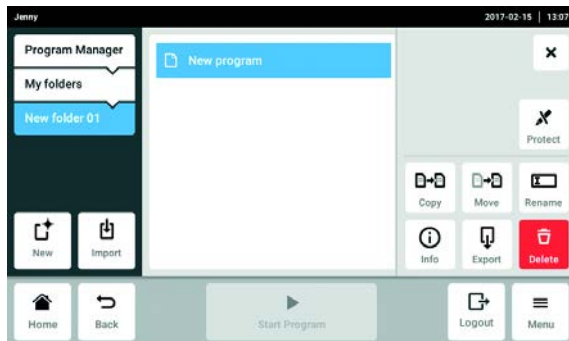 Jenny
2017-02-15 | 13:07
Program Manager
My folders
New folder 01
New program
Protect
Copy
Move
Rename
New
Import
Info
Export
Delete
Home
Back
Start Program
Logout
Menu